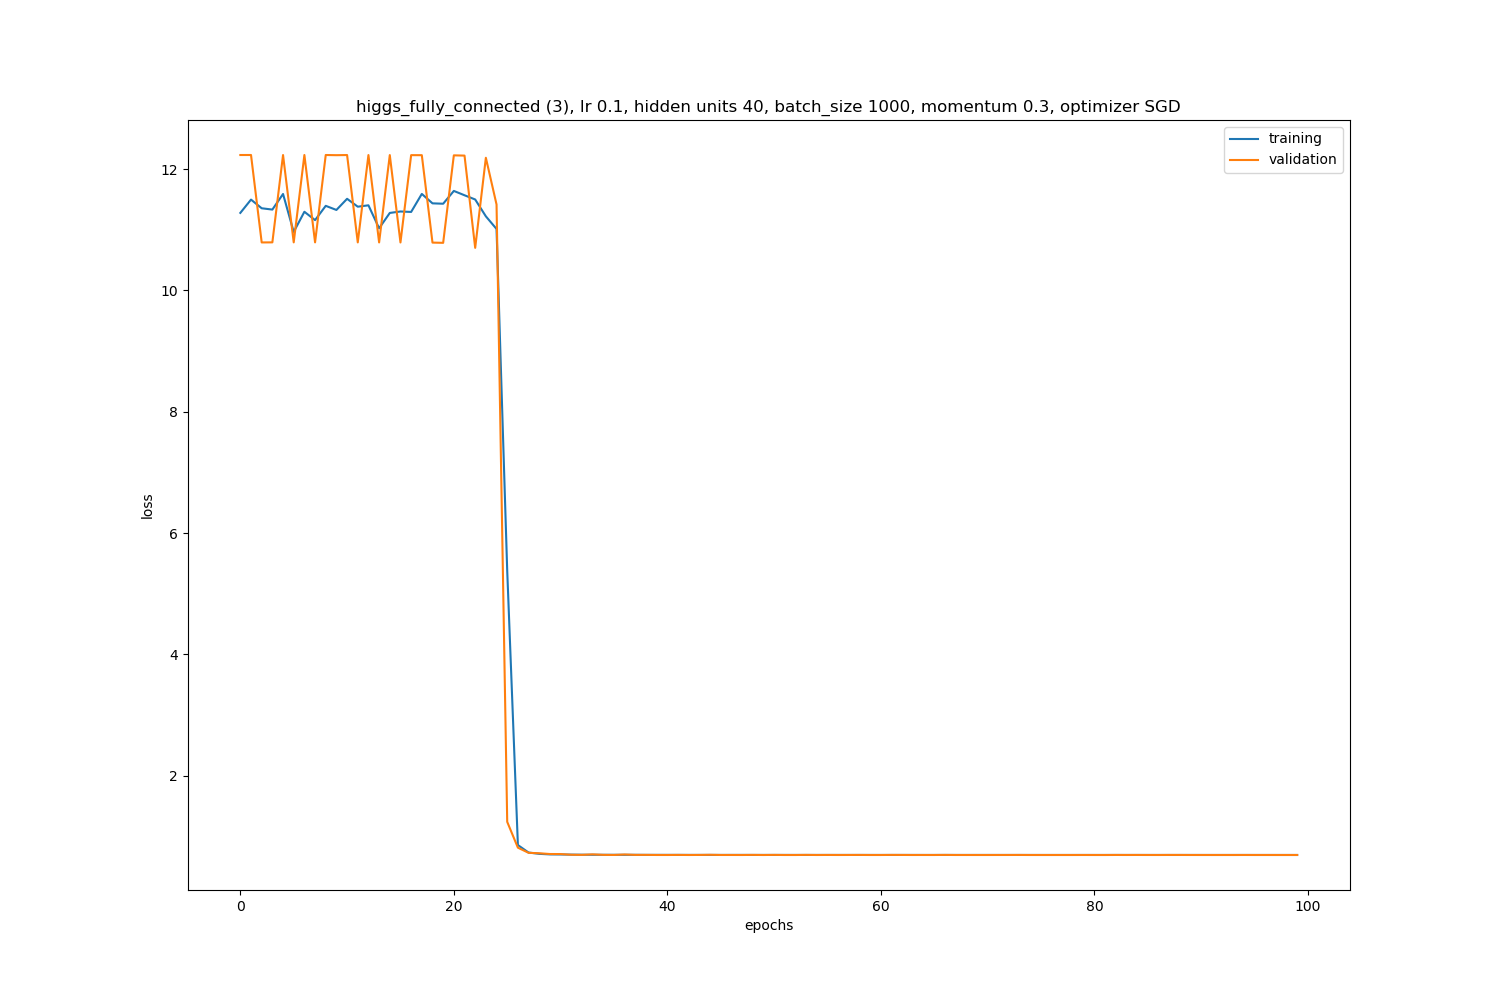 higgs_fully_connected (3), lr 0.1, hidden units 40, batch_size 1000, momentum 0.3, optimizer SGD
training
validation
12
10
8
6
4
2
loss
0 20 40 60 80 100
epochs